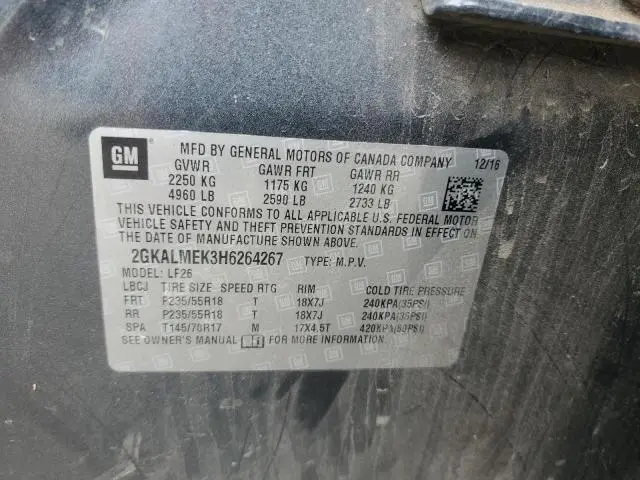 GM
MFD BY GENERAL MOTORS OF CANADA COMPANY 12/16
GVWR GAWR FRT GAWR RR
2250 KG 1175 KG 1240 KG
4960 LB 2590 LB 2733 LB
THIS VEHICLE CONFORMS TO ALL APPLICABLE U.S. FEDERAL MOTOR
VEHICLE SAFETY AND THEFT PREVENTION STANDARDS IN EFFECT ON
THE DATE OF MANUFACTURE SHOWN ABOVE.
2GKALMEK3H6264267 TYPE: M.P.V.
MODEL: LF26
LBCJ TIRE SIZE SPEED RTG RIM COLD TIRE PRESSURE
FRT P235/55R18 T 18X7J 240KPA(35PSI)
RR P235/55R18 T 18X7J 240KPA(35PSI)
SPA T145/70R17 M 17X4.5T 420KPA(60PSI)
SEE OWNER'S MANUAL FOR MORE INFORMATION